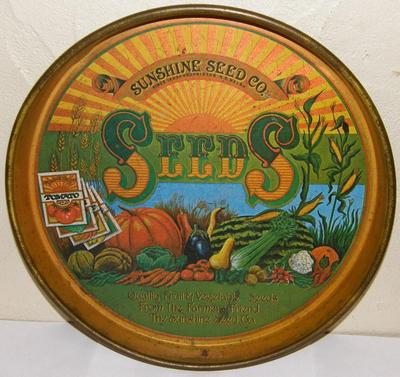 SUNSHINE SEED CO.
SEEDS
TOMATO
Quality Fruit & Vegetable Seeds
From The Farmer's Friend
The Sunshine Seed Co.